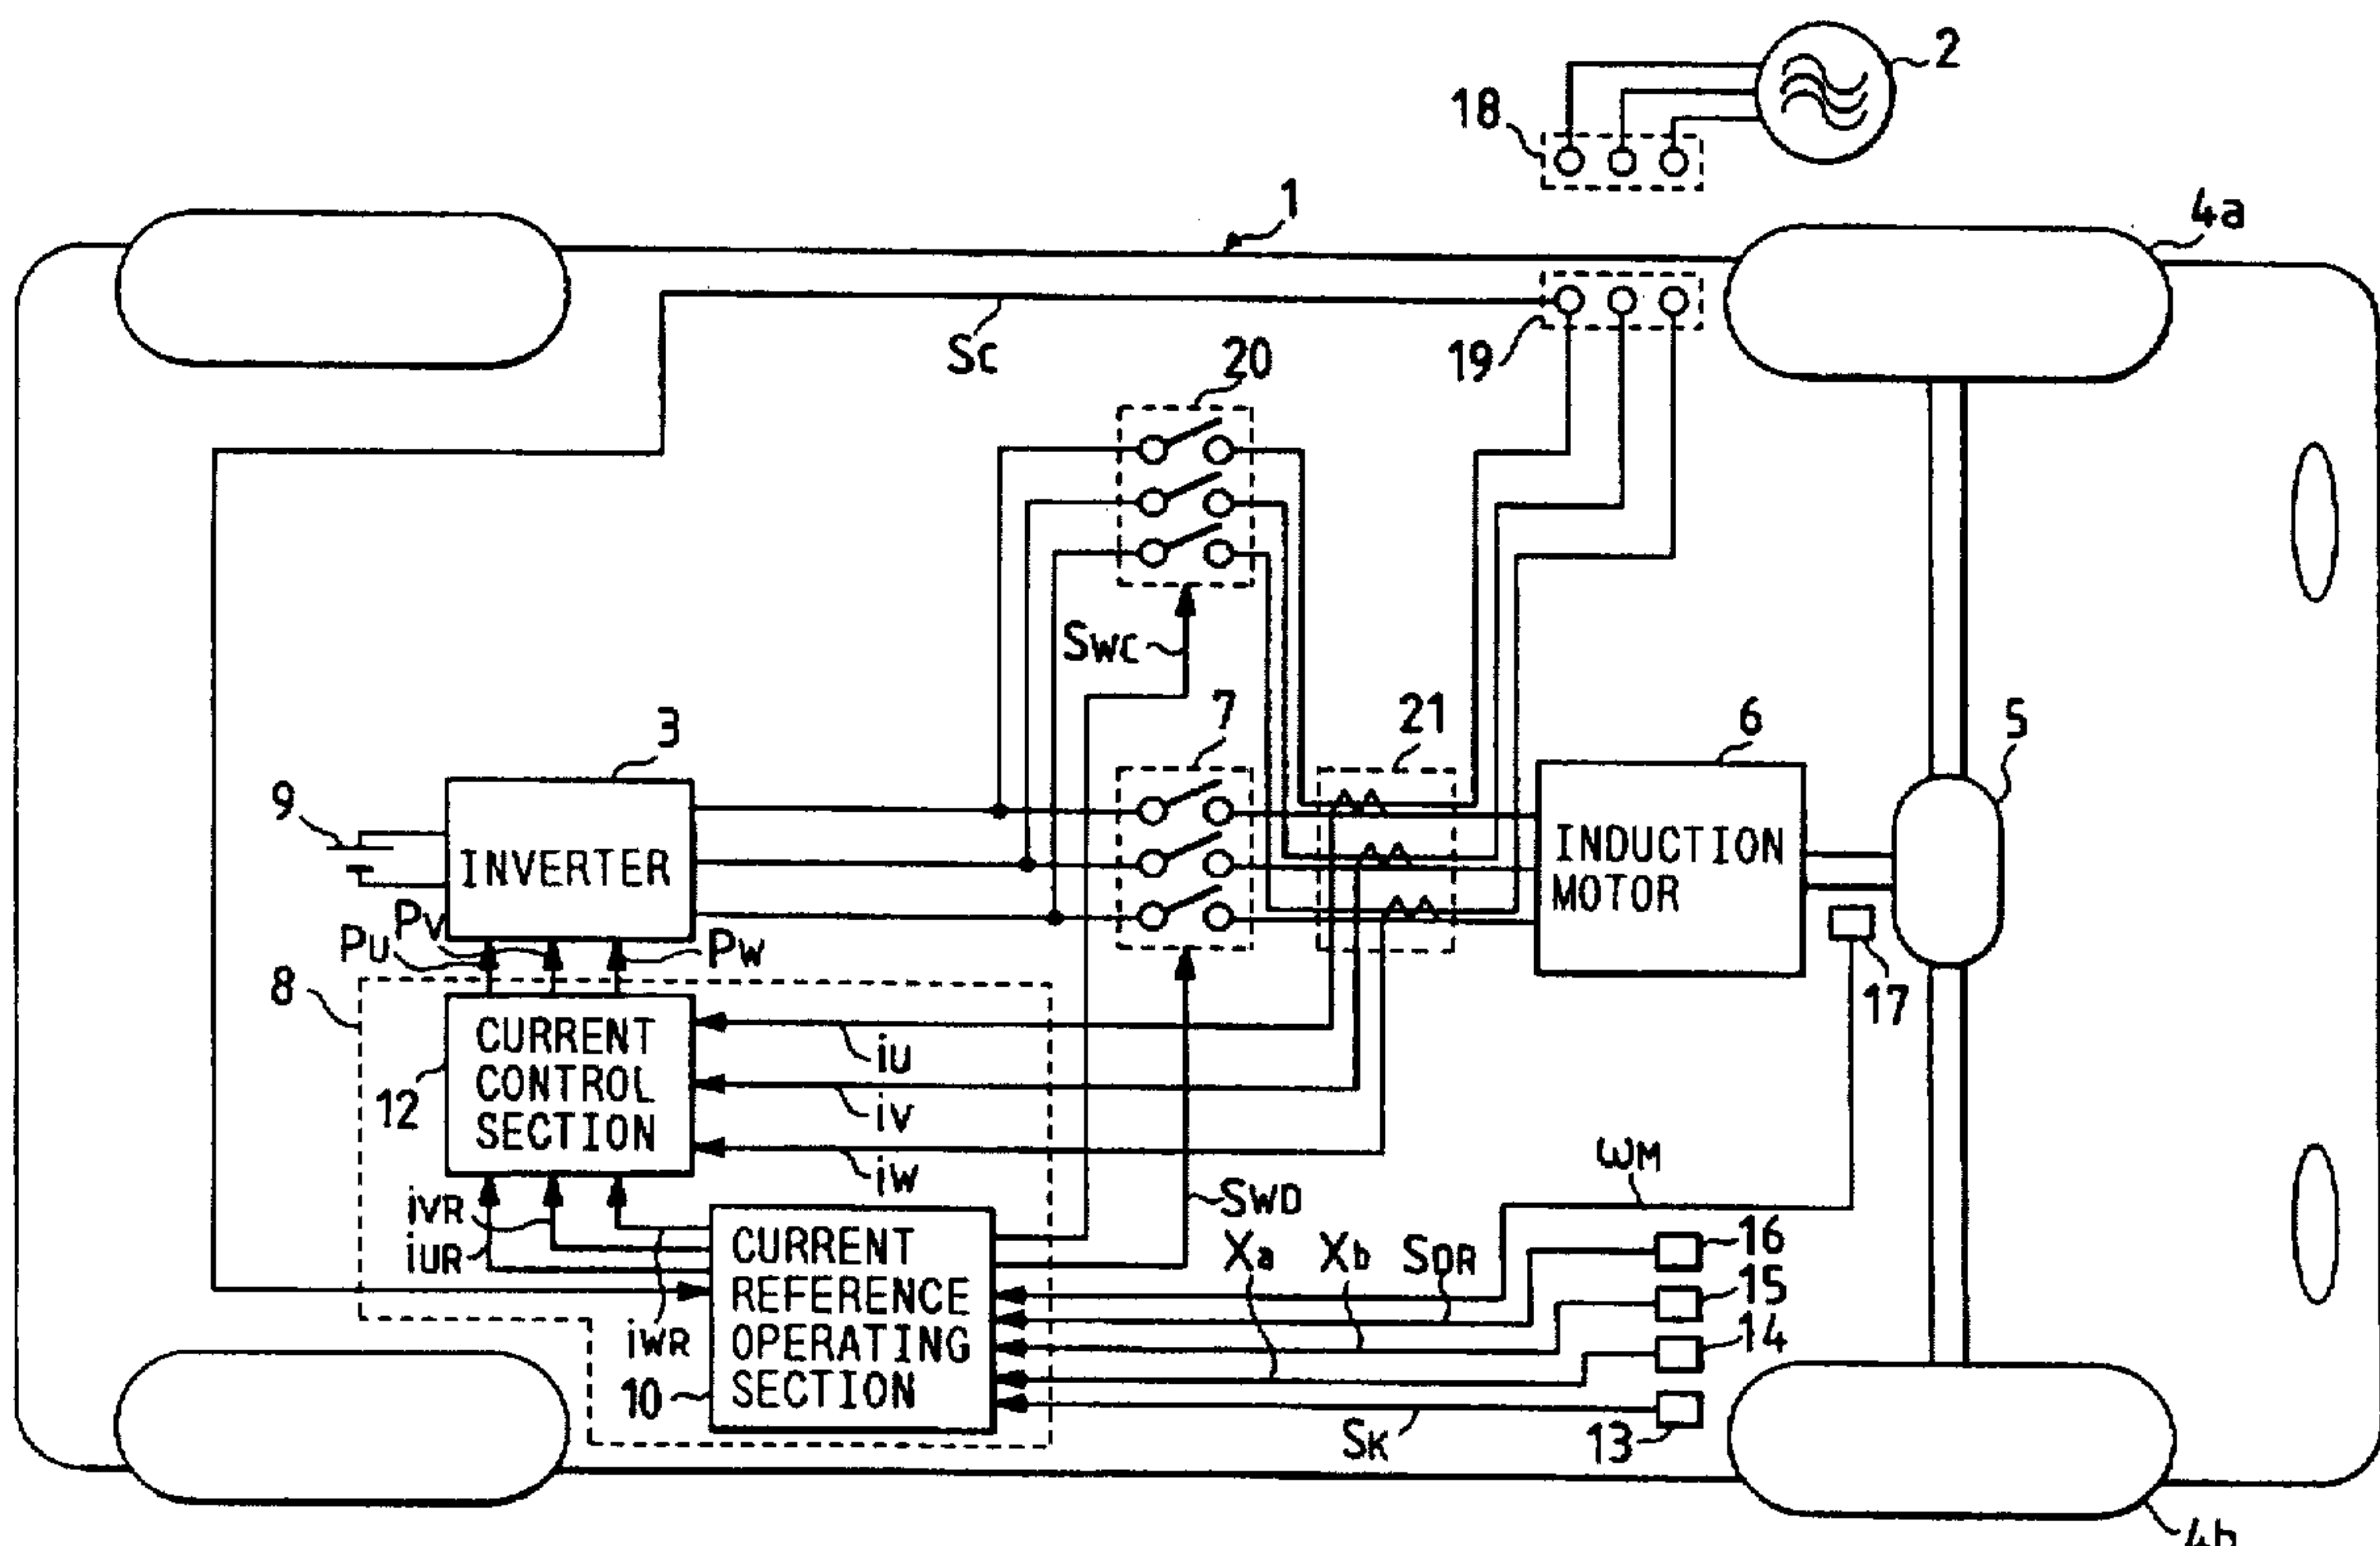 2
18
1
4a
Sc
19
20
Swc
3
7
21
6
5
9
INVERTER
INDUCTION
MOTOR
Pu
Pv
Pw
8
17
CURRENT
CONTROL
SECTION
12
iu
iv
iw
ωM
SWD
ivR
iuR
iwR
CURRENT
REFERENCE
OPERATING
SECTION
10
Xa
Xb
SDR
16
15
14
13
SK
4b